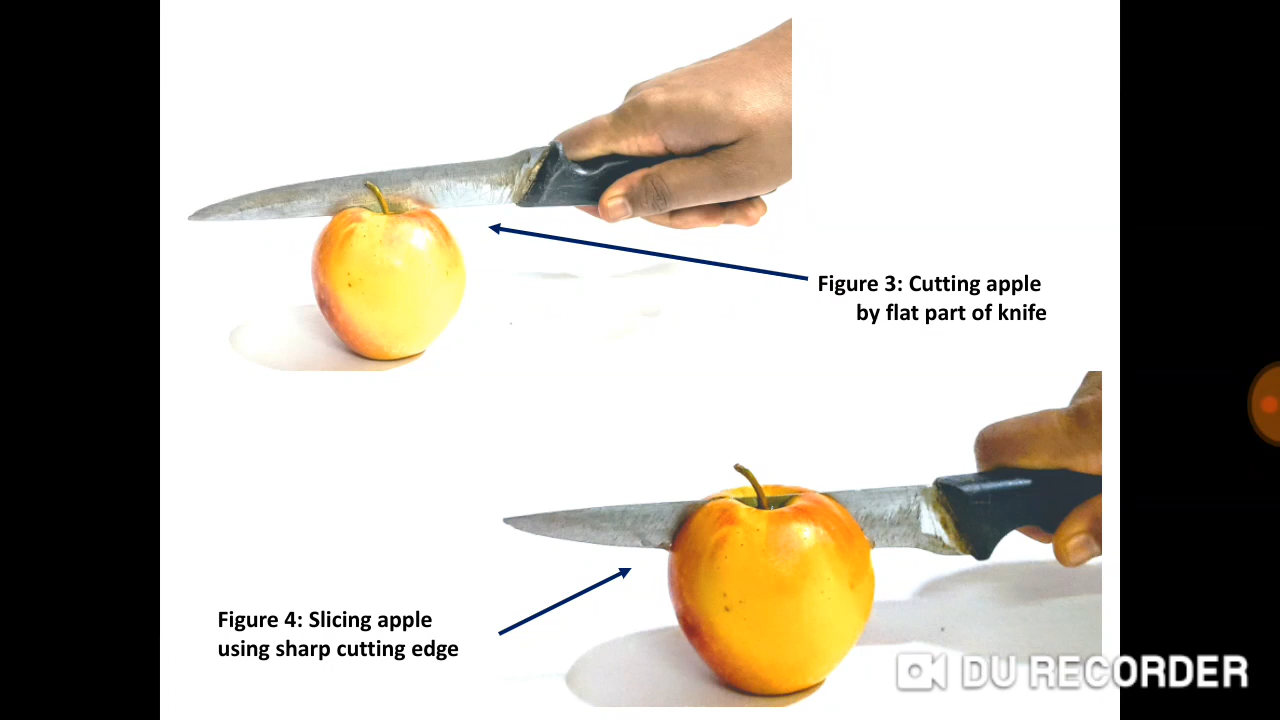 Figure 3: Cutting apple
by flat part of knife
Figure 4: Slicing apple
using sharp cutting edge
DU RECORDER